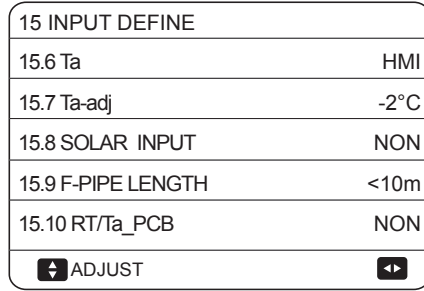 15 INPUT DEFINE
15.6 Ta HMI
15.7 Ta-adj -2°C
15.8 SOLAR INPUT NON
15.9 F-PIPE LENGTH <10m
15.10 RT/Ta_PCB NON
ADJUST